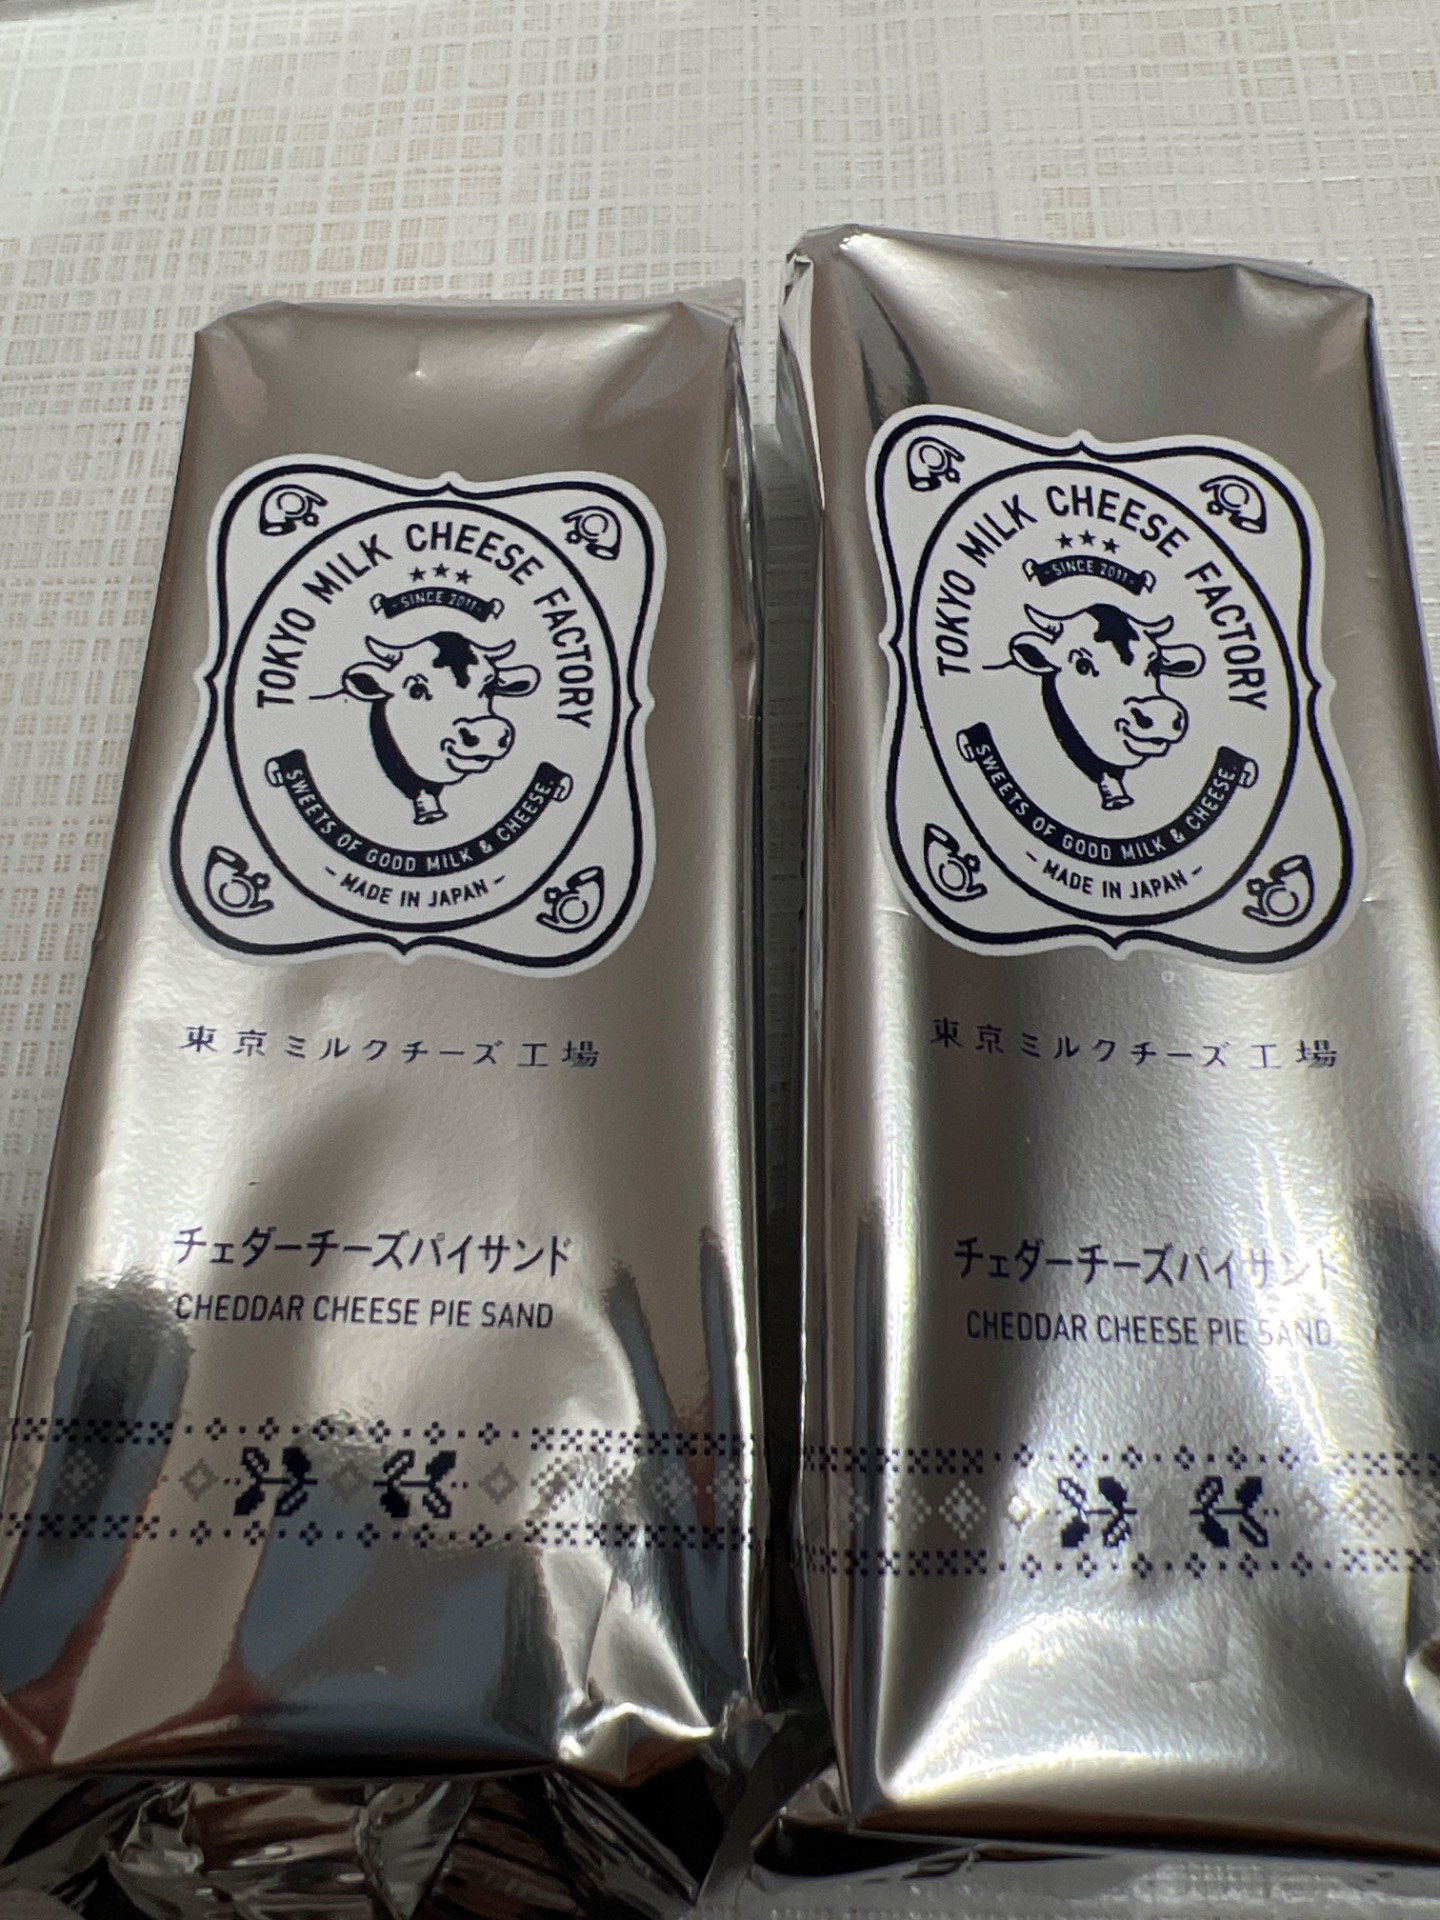 TOKYO MILK CHEESE FACTORY
- SINCE 2011 -
SWEETS OF GOOD MILK & CHEESE.
- MADE IN JAPAN -
東京ミルクチーズ工場
チェダーチーズパイサンド
CHEDDAR CHEESE PIE SAND
TOKYO MILK CHEESE FACTORY
- SINCE 2011 -
SWEETS OF GOOD MILK & CHEESE.
- MADE IN JAPAN -
東京ミルクチーズ工場
チェダーチーズパイサンド
CHEDDAR CHEESE PIE SAND